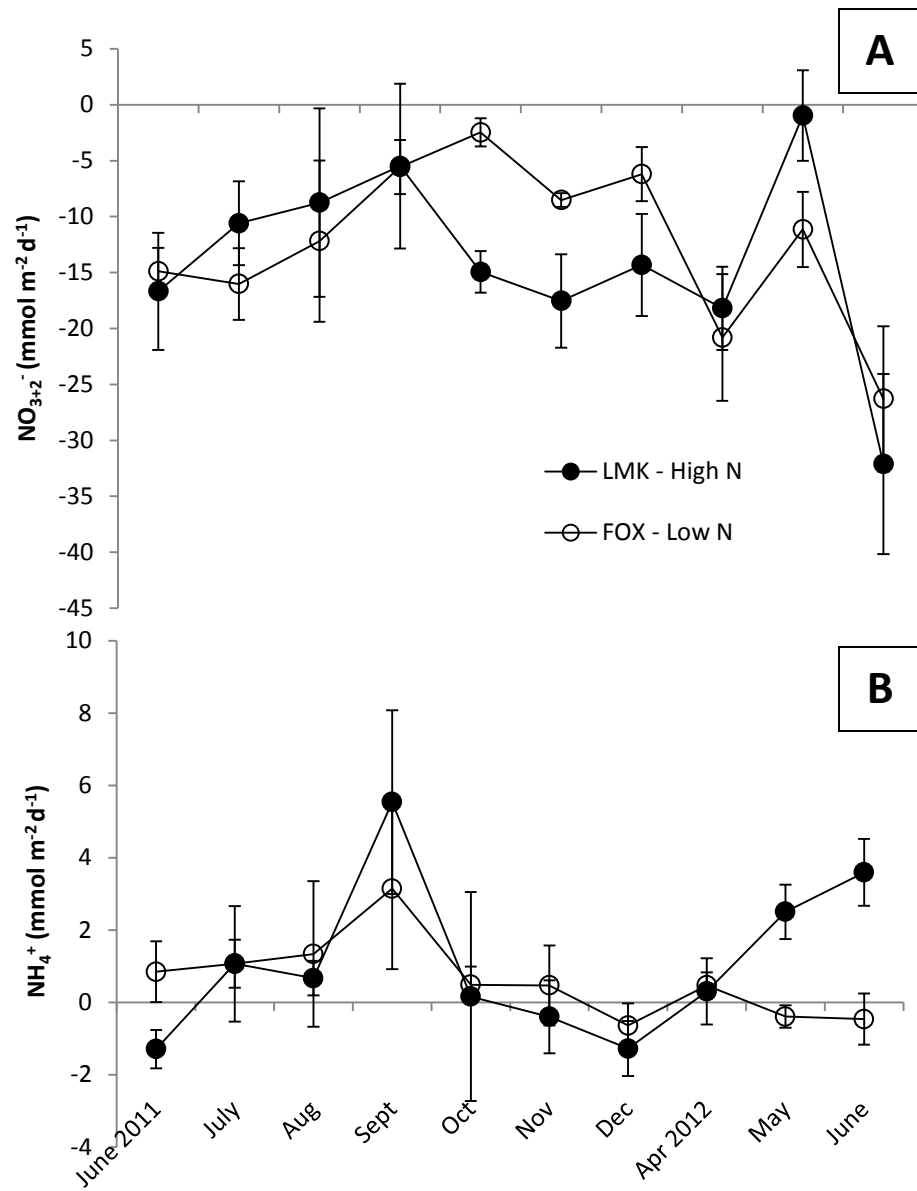 A
5
0
-5
-10
-15
-20
-25
-30
-35
-40
-45
NO₃₊₂⁻ (mmol m⁻² d⁻¹)
LMK - High N
FOX - Low N
B
10
8
6
4
2
0
-2
-4
NH₄⁺ (mmol m⁻² d⁻¹)
June 2011
July
Aug
Sept
Oct
Nov
Dec
Apr 2012
May
June